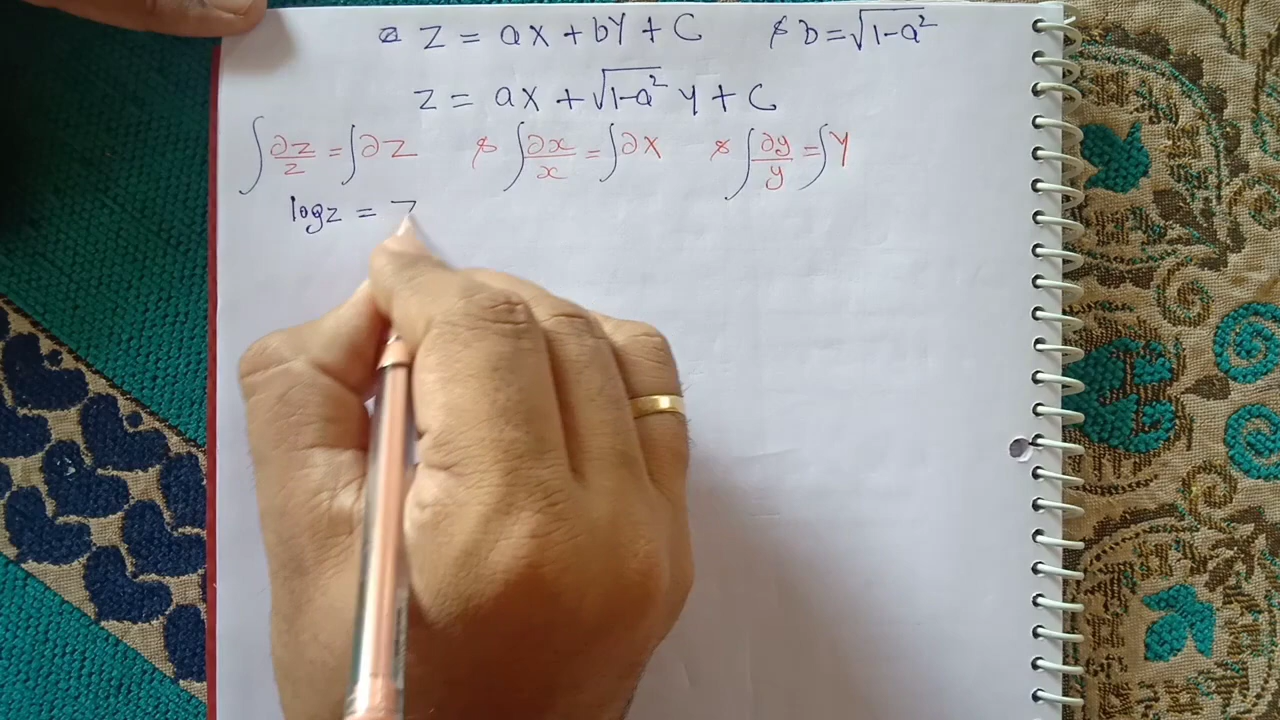 Z = aX + bY + C & b = √1-a²
Z = aX + √1-a² Y + C
∫ ∂z/z = ∫∂Z & ∫ ∂x/x = ∫∂X & ∫ ∂y/y = ∫Y
logz = Z